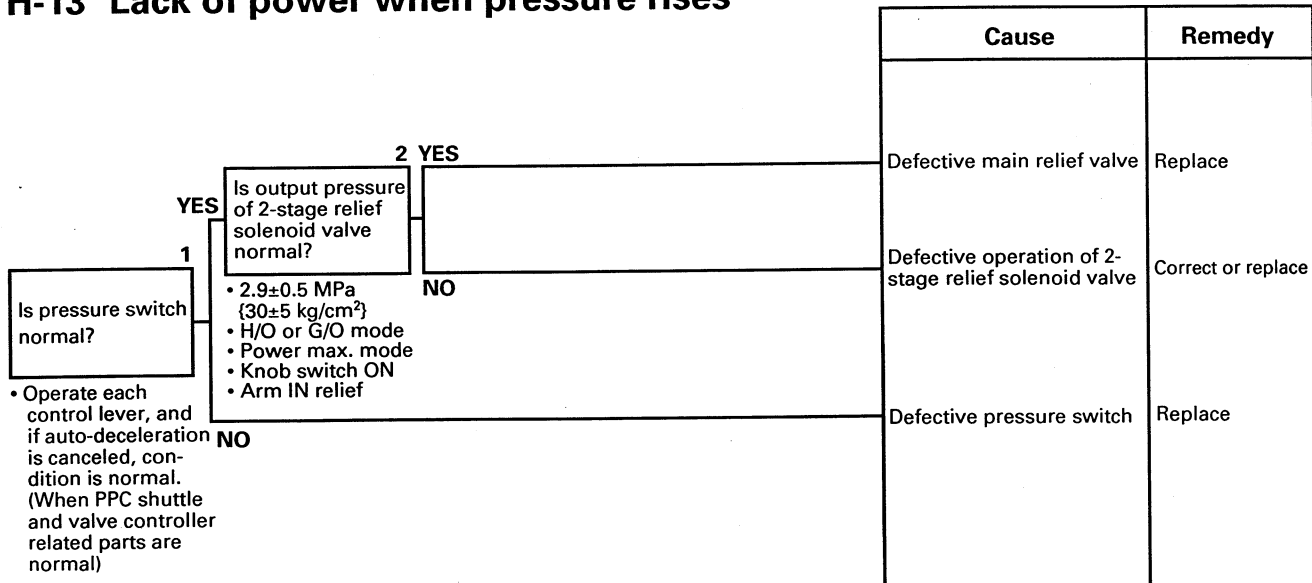 H-13 Lack of power when pressure rises
Cause
Remedy
2 YES
Is output pressure
of 2-stage relief
solenoid valve
normal?
YES
1
Is pressure switch
normal?
NO
• 2.9±0.5 MPa
{30±5 kg/cm²}
• H/O or G/O mode
• Power max. mode
• Knob switch ON
• Arm IN relief
• Operate each
control lever, and
if auto-deceleration
is canceled, con-
dition is normal.
(When PPC shuttle
and valve controller
related parts are
normal)
NO
Defective main relief valve
Replace
Defective operation of 2-
stage relief solenoid valve
Correct or replace
Defective pressure switch
Replace